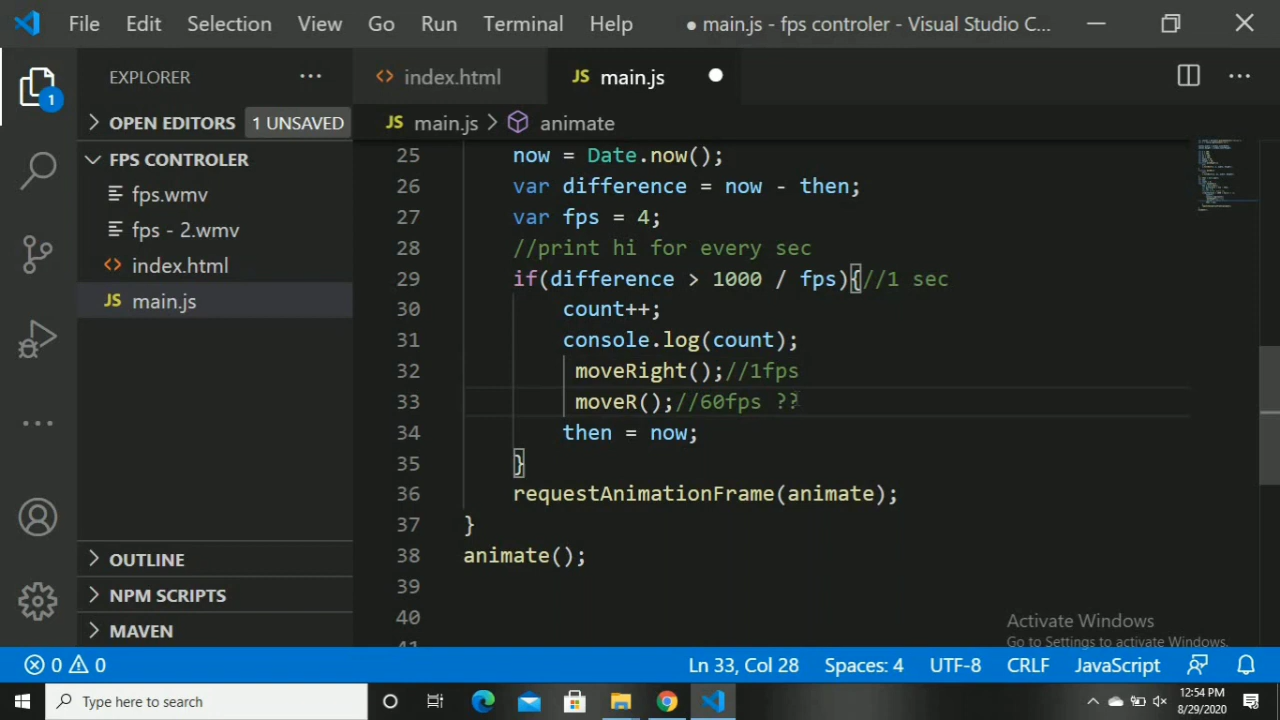 File Edit Selection View Go Run Terminal Help ● main.js - fps controler - Visual Studio C...
EXPLORER ...
index.html
JS main.js
1
OPEN EDITORS 1 UNSAVED
JS main.js > animate
FPS CONTROLER
fps.wmv
fps - 2.wmv
index.html
JS main.js
25 now = Date.now();
26 var difference = now - then;
27 var fps = 4;
28 //print hi for every sec
29 if(difference > 1000 / fps){//1 sec
30 count++;
31 console.log(count);
32 moveRight();//1fps
33 moveR();//60fps ??
34 then = now;
35 }
36 requestAnimationFrame(animate);
37 }
38 animate();
39
40
41
OUTLINE
NPM SCRIPTS
MAVEN
Activate Windows
Go to Settings to activate Windows.
0 0 Ln 33, Col 28 Spaces: 4 UTF-8 CRLF JavaScript
Type here to search
12:54 PM
8/29/2020